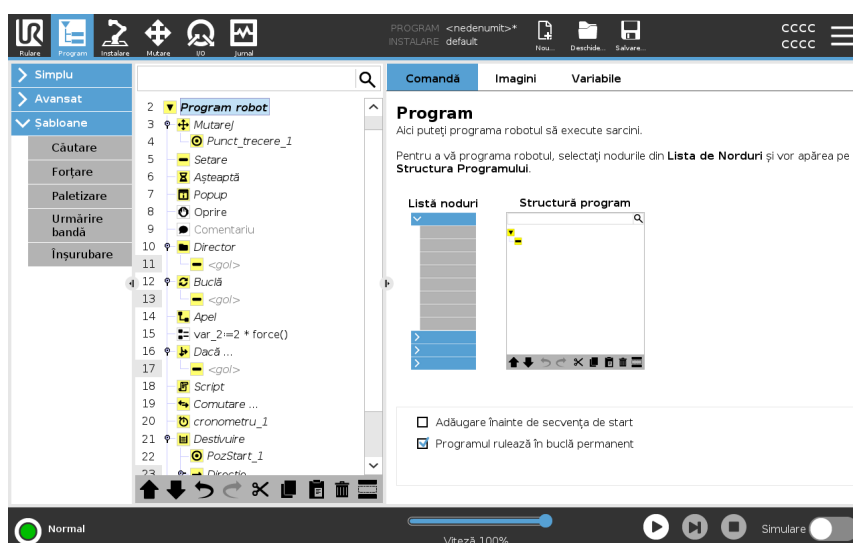 PROGRAM <nedenumit>*
INSTALARE default
CCCC
CCCC
Rulare Program Instalare Mutare I/O Jurnal Nou... Deschide... Salvare...
Simplu
Avansat
Șabloane
Căutare
Forțare
Paletizare
Urmărire
bandă
Înșurubare
2 Program robot
3 MutareJ
4 Punct_trecere_1
5 Setare
6 Așteaptă
7 Popup
8 Oprire
9 Comentariu
10 Director
11 <gol>
12 Buclă
13 <gol>
14 Apel
15 var_2:=2 * force()
16 Dacă ...
17 <gol>
18 Script
19 Comutare ...
20 cronometru_1
21 Destivuire
22 PozStart_1
23 Direcție
Comandă Imagini Variabile
Program
Aici puteți programa robotul să execute sarcini.
Pentru a vă programa robotul, selectați nodurile din Lista de Norduri și vor apărea pe
Structura Programului.
Listă noduri Structură program
Adăugare înainte de secvența de start
Programul rulează în buclă permanent
Normal
Viteză 100%
Simulare